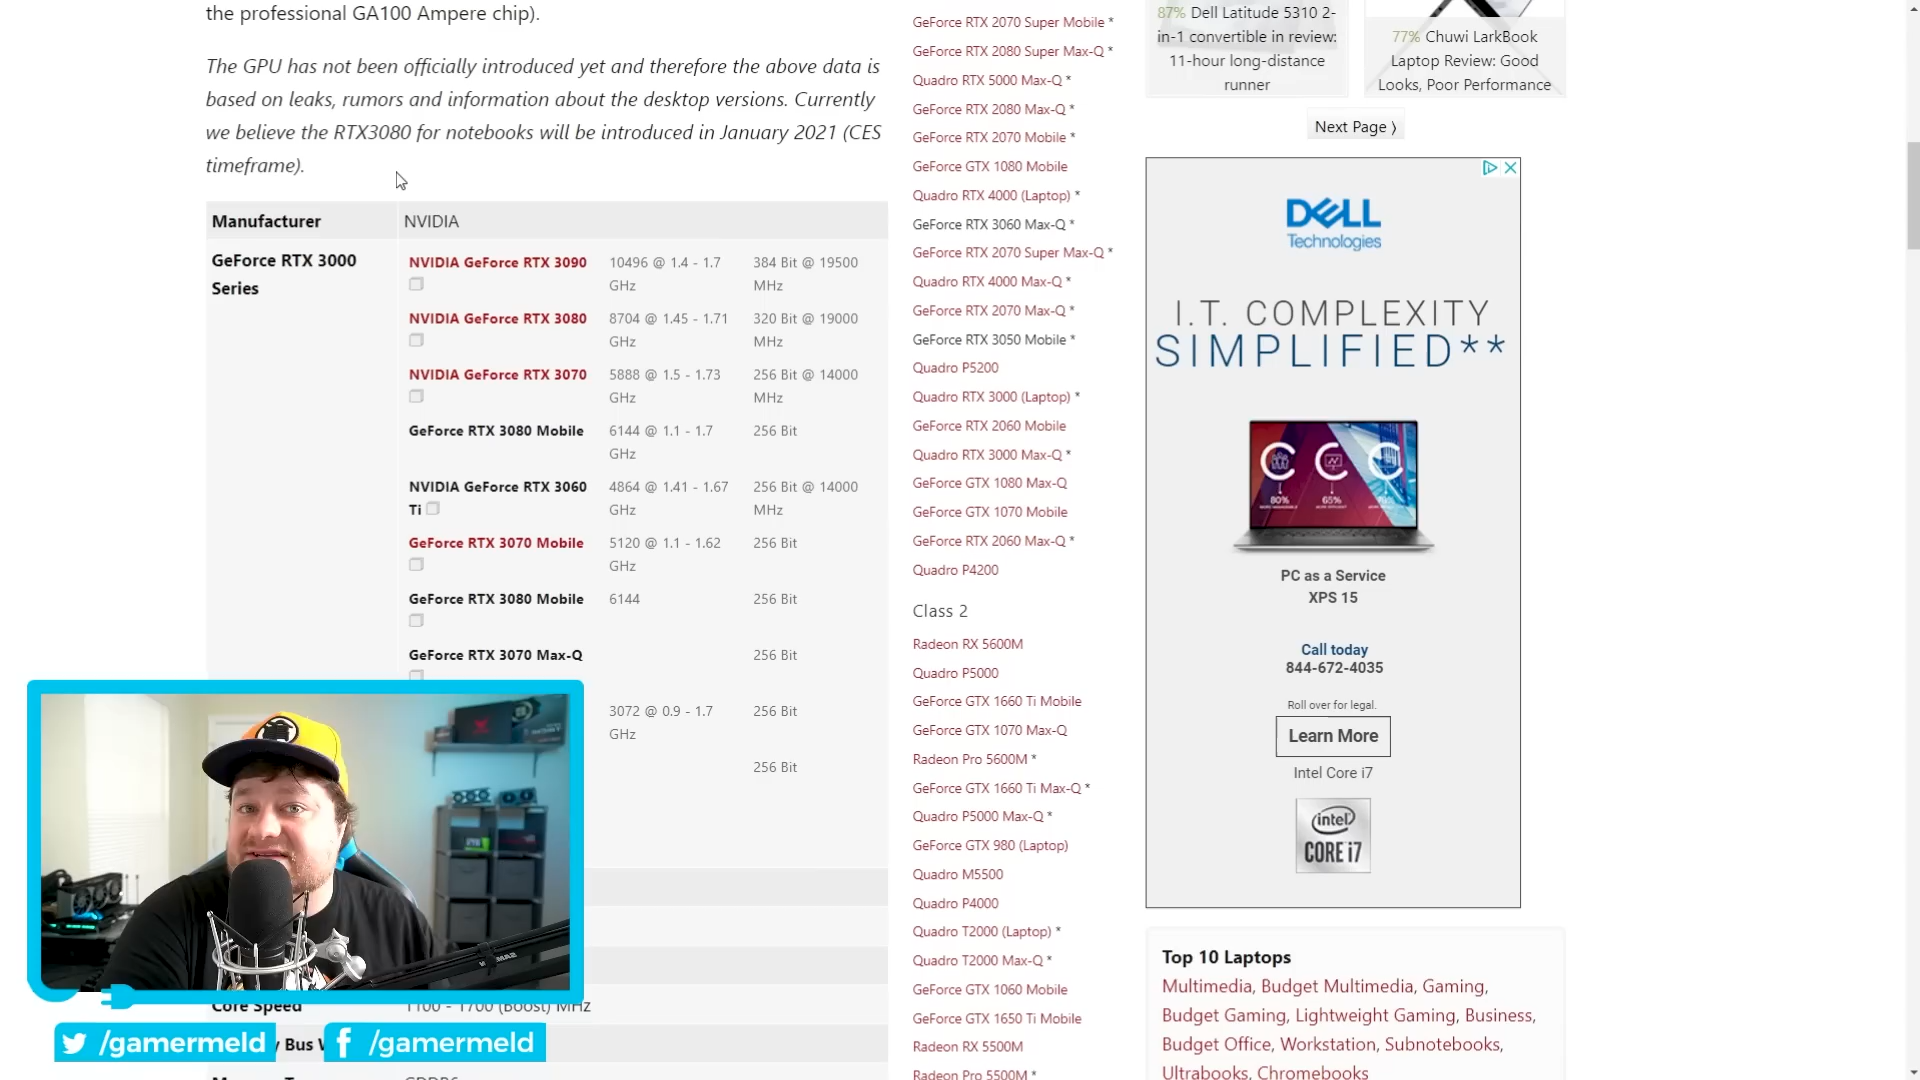 the professional GA100 Ampere chip).
The GPU has not been officially introduced yet and therefore the above data is
based on leaks, rumors and information about the desktop versions. Currently
we believe the RTX3080 for notebooks will be introduced in January 2021 (CES
timeframe).
Manufacturer NVIDIA
GeForce RTX 3000
Series
NVIDIA GeForce RTX 3090 10496 @ 1.4 - 1.7 384 Bit @ 19500
GHz MHz
NVIDIA GeForce RTX 3080 8704 @ 1.45 - 1.71 320 Bit @ 19000
GHz MHz
NVIDIA GeForce RTX 3070 5888 @ 1.5 - 1.73 256 Bit @ 14000
GHz MHz
GeForce RTX 3080 Mobile 6144 @ 1.1 - 1.7 256 Bit
GHz
NVIDIA GeForce RTX 3060 4864 @ 1.41 - 1.67 256 Bit @ 14000
Ti GHz MHz
GeForce RTX 3070 Mobile 5120 @ 1.1 - 1.62 256 Bit
GHz
GeForce RTX 3080 Mobile 6144 256 Bit
GeForce RTX 3070 Max-Q 256 Bit
3072 @ 0.9 - 1.7 256 Bit
GHz
256 Bit
Core Speed 1100 - 1700 (Boost) MHz
Bus
/gamermeld
/gamermeld
GeForce RTX 2070 Super Mobile *
GeForce RTX 2080 Super Max-Q *
Quadro RTX 5000 Max-Q *
GeForce RTX 2080 Max-Q *
GeForce RTX 2070 Mobile *
GeForce GTX 1080 Mobile
Quadro RTX 4000 (Laptop) *
GeForce RTX 3060 Max-Q *
GeForce RTX 2070 Super Max-Q *
Quadro RTX 4000 Max-Q *
GeForce RTX 2070 Max-Q *
GeForce RTX 3050 Mobile *
Quadro P5200
Quadro RTX 3000 (Laptop) *
GeForce RTX 2060 Mobile
Quadro RTX 3000 Max-Q *
GeForce GTX 1080 Max-Q
GeForce GTX 1070 Mobile
GeForce RTX 2060 Max-Q *
Quadro P4200
Class 2
Radeon RX 5600M
Quadro P5000
GeForce GTX 1660 Ti Mobile
GeForce GTX 1070 Max-Q
Radeon Pro 5600M *
GeForce GTX 1660 Ti Max-Q *
Quadro P5000 Max-Q *
GeForce GTX 980 (Laptop)
Quadro M5500
Quadro P4000
Quadro T2000 (Laptop) *
Quadro T2000 Max-Q *
GeForce GTX 1060 Mobile
GeForce GTX 1650 Ti Mobile
Radeon RX 5500M
Radeon Pro 5500M *
87% Dell Latitude 5310 2-
in-1 convertible in review:
11-hour long-distance
runner
77% Chuwi LarkBook
Laptop Review: Good
Looks, Poor Performance
Next Page ⟩
DELL
Technologies
I.T. COMPLEXITY
SIMPLIFIED**
80% 65%
PC as a Service
XPS 15
Call today
844-672-4035
Roll over for legal.
Learn More
Intel Core i7
intel
CORE i7
Top 10 Laptops
Multimedia, Budget Multimedia, Gaming,
Budget Gaming, Lightweight Gaming, Business,
Budget Office, Workstation, Subnotebooks,
Ultrabooks, Chromebooks